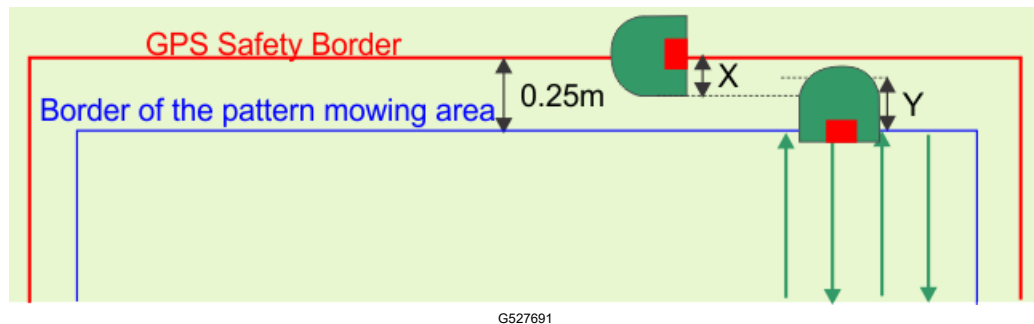 GPS Safety Border
X
0.25m
Border of the pattern mowing area
Y
G527691